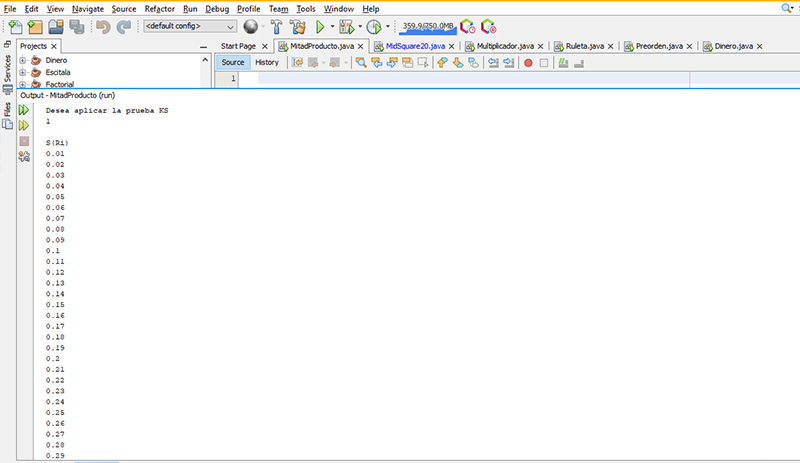 File Edit View Navigate Source Refactor Run Debug Profile Team Tools Window Help
<default config> 359.9/750.0MB
Projects Start Page MitadProducto.java MidSquare20.java Multiplicador.java Ruleta.java Preorden.java Dinero.java
Services
Files
Dinero
Escitala
Factorial
Source History
1
Output - MitadProducto (run)
Desea aplicar la prueba KS
1
S(Ri)
0.01
0.02
0.03
0.04
0.05
0.06
0.07
0.08
0.09
0.1
0.11
0.12
0.13
0.14
0.15
0.16
0.17
0.18
0.19
0.2
0.21
0.22
0.23
0.24
0.25
0.26
0.27
0.28
0.29